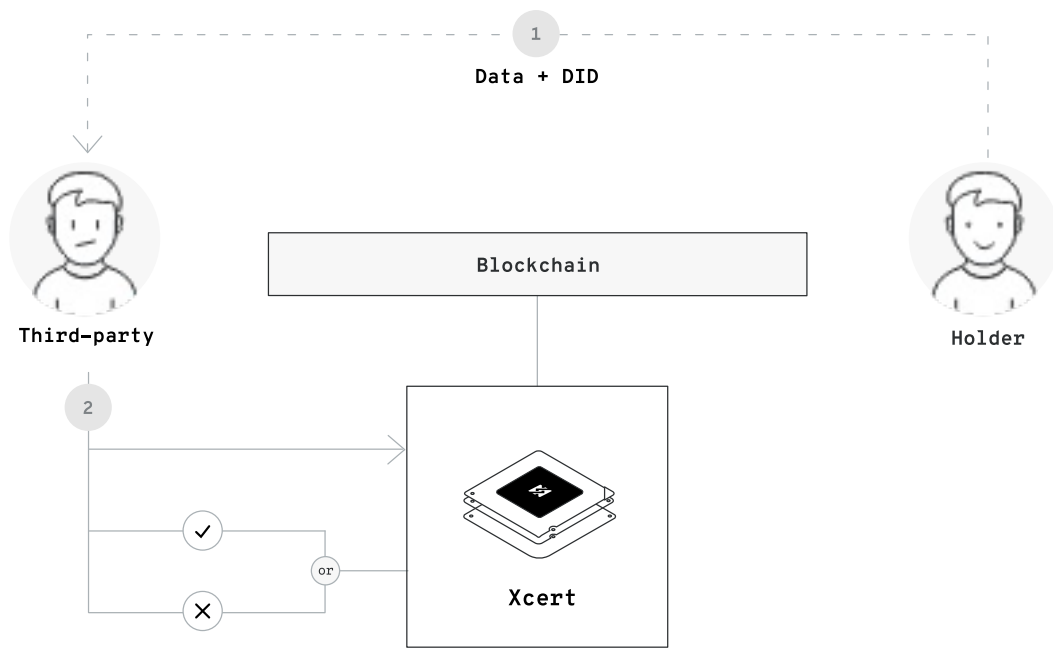 1
Data + DID
Blockchain
Third-party
Holder
2
or
Xcert